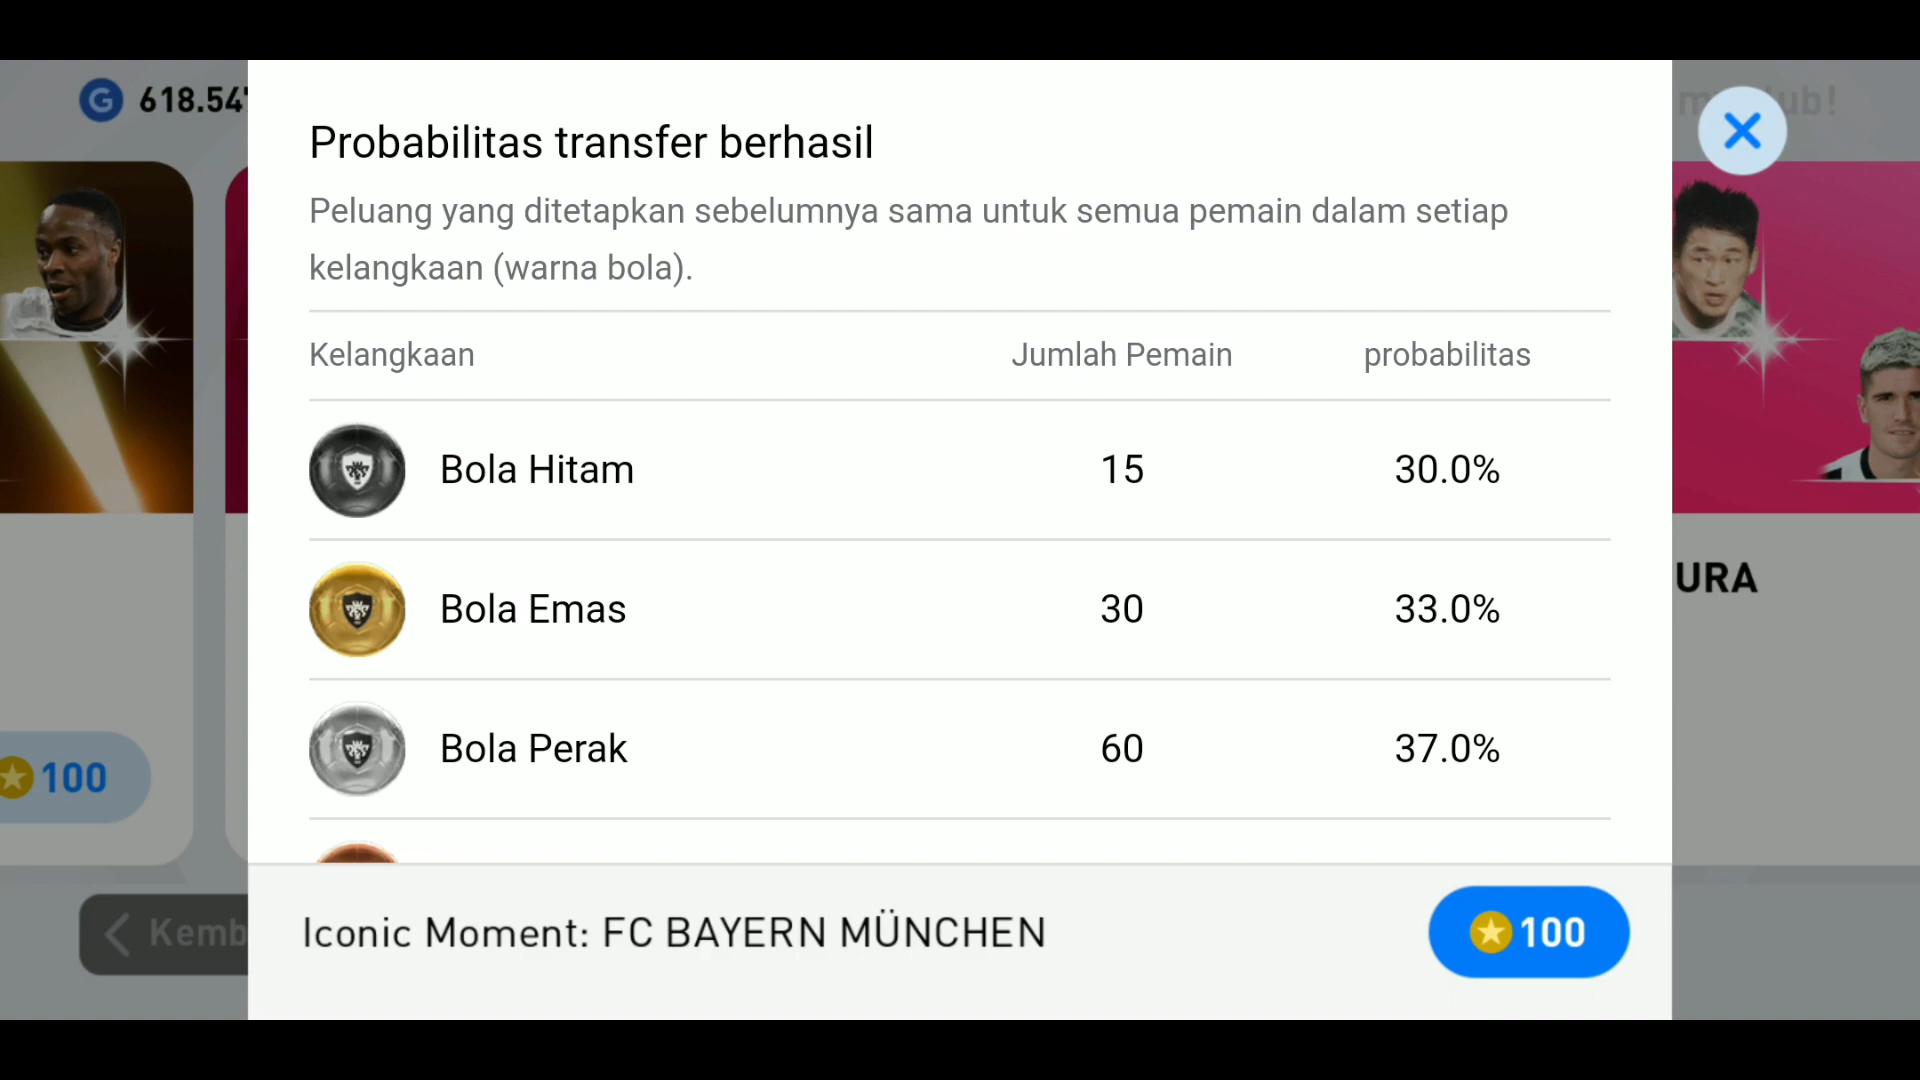 618.54
Probabilitas transfer berhasil
Peluang yang ditetapkan sebelumnya sama untuk semua pemain dalam setiap
kelangkaan (warna bola).
Kelangkaan Jumlah Pemain probabilitas
Bola Hitam 15 30.0%
Bola Emas 30 33.0%
Bola Perak 60 37.0%
URA
100
Kemb
Iconic Moment: FC BAYERN MÜNCHEN 100